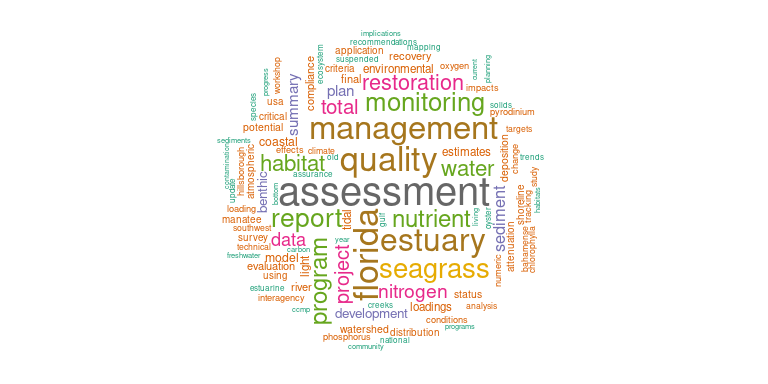 implications
recommendations
mapping
application
suspended
recovery
ecosystem
criteria
environmental
oxygen
current
planning
progress
workshop
compliance
final
restoration
impacts
species
usa
summary
plan
total
monitoring
solids
pyrodinium
critical
potential
management
targets
coastal
effects
climate
quality
estimates
deposition
change
trends
sediments
contamination
update
hillsborough
atmospheric
benthic
habitat
old
assurance
water
study
assessment
bottom
loading
manatee
report
tidal
gulf
nutrient
living
oyster
sediment
shoreline
tracking
habitats
southwest
survey
technical
freshwater
data
carbon
year
florida
estuary
attenuation
bahamense
chlorophylla
model
evaluation
using
light
program
project
seagrass
numeric
estuarine
river
interagency
nitrogen
status
ccmp
creeks
loadings
analysis
development
conditions
programs
watershed
distribution
phosphorus
national
community